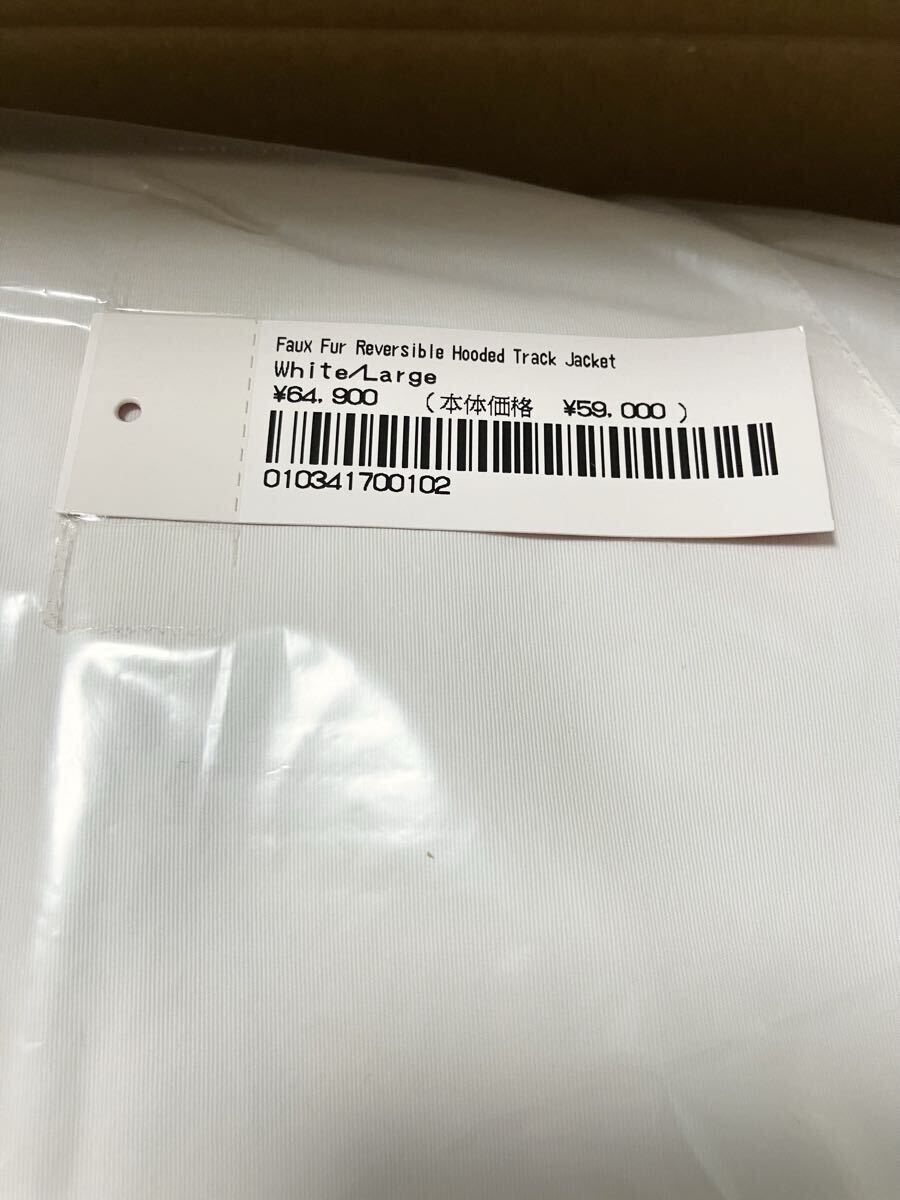 Faux Fur Reversible Hooded Track Jacket
White/Large
¥64,900 (本体価格 ¥59,000)
010341700102